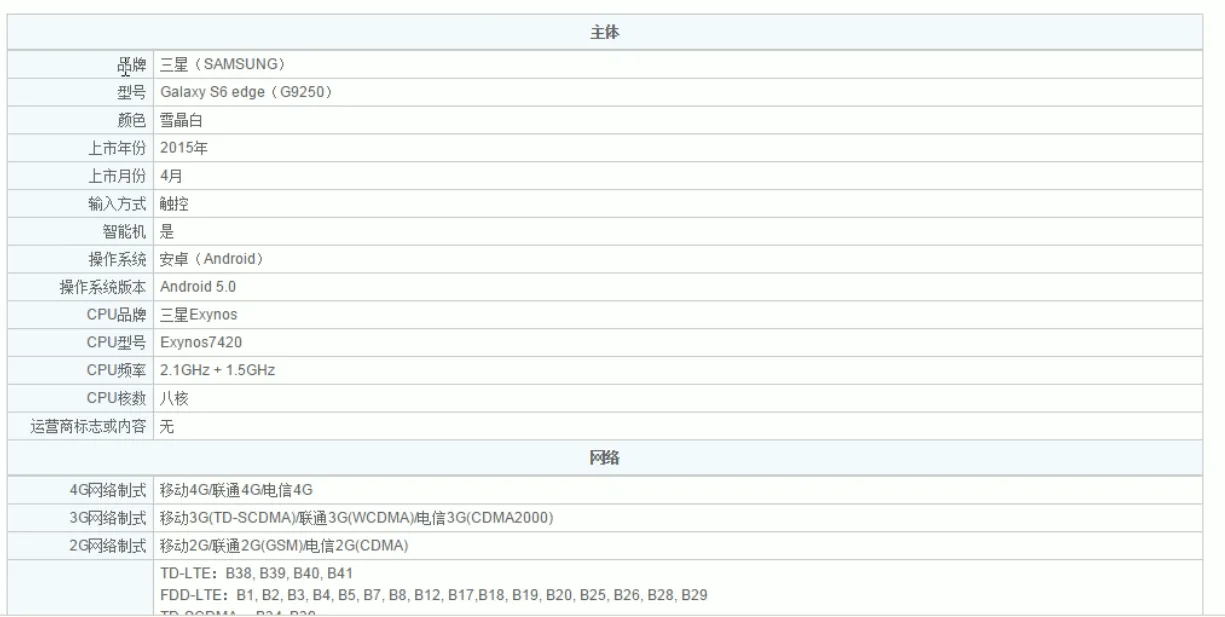 主体
品牌 三星（SAMSUNG）
型号 Galaxy S6 edge（G9250）
颜色 雪晶白
上市年份 2015年
上市月份 4月
输入方式 触控
智能机 是
操作系统 安卓（Android）
操作系统版本 Android 5.0
CPU品牌 三星Exynos
CPU型号 Exynos7420
CPU频率 2.1GHz + 1.5GHz
CPU核数 八核
运营商标志或内容 无
网络
4G网络制式 移动4G/联通4G/电信4G
3G网络制式 移动3G(TD-SCDMA)/联通3G(WCDMA)/电信3G(CDMA2000)
2G网络制式 移动2G/联通2G(GSM)/电信2G(CDMA)
TD-LTE：B38, B39, B40, B41
FDD-LTE：B1, B2, B3, B4, B5, B7, B8, B12, B17,B18, B19, B20, B25, B26, B28, B29